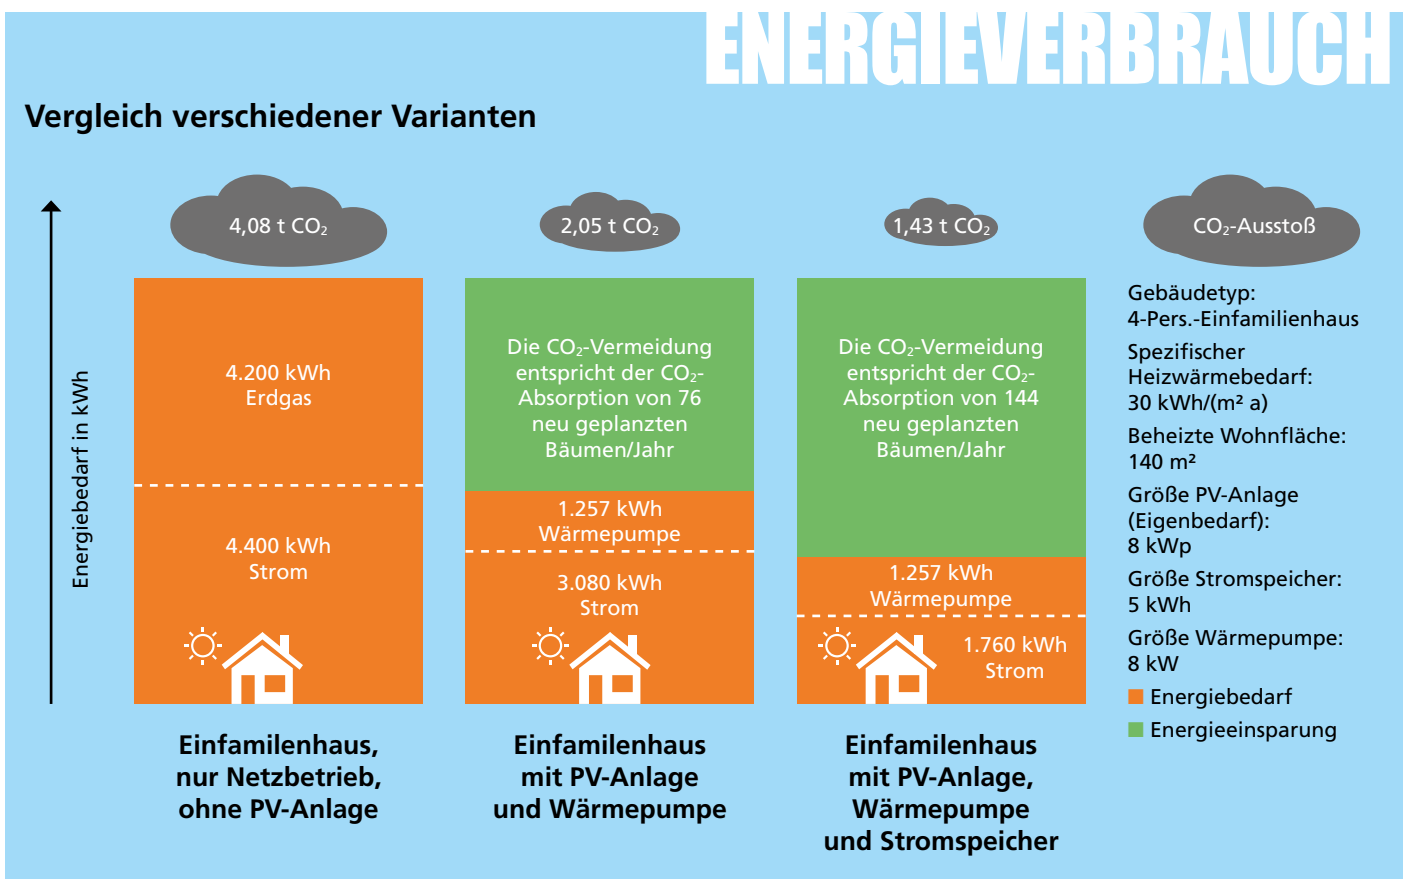 ENERGIEVERBRAUCH
Vergleich verschiedener Varianten
Energiebedarf in kWh
4,08 t CO₂
4.200 kWh
Erdgas
4.400 kWh
Strom
Einfamilenhaus,
nur Netzbetrieb,
ohne PV-Anlage
2,05 t CO₂
Die CO₂-Vermeidung
entspricht der CO₂-
Absorption von 76
neu geplanzten
Bäumen/Jahr
1.257 kWh
Wärmepumpe
3.080 kWh
Strom
Einfamilenhaus
mit PV-Anlage
und Wärmepumpe
1,43 t CO₂
Die CO₂-Vermeidung
entspricht der CO₂-
Absorption von 144
neu geplanzten
Bäumen/Jahr
1.257 kWh
Wärmepumpe
1.760 kWh
Strom
Einfamilenhaus
mit PV-Anlage,
Wärmepumpe
und Stromspeicher
CO₂-Ausstoß
Gebäudetyp:
4-Pers.-Einfamilienhaus
Spezifischer
Heizwärmebedarf:
30 kWh/(m² a)
Beheizte Wohnfläche:
140 m²
Größe PV-Anlage
(Eigenbedarf):
8 kWp
Größe Stromspeicher:
5 kWh
Größe Wärmepumpe:
8 kW
Energiebedarf
Energieeinsparung